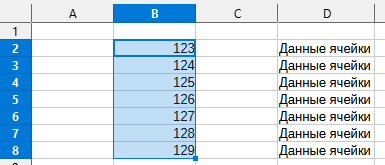 A B C D
1
2 123 Данные ячейки
3 124 Данные ячейки
4 125 Данные ячейки
5 126 Данные ячейки
6 127 Данные ячейки
7 128 Данные ячейки
8 129 Данные ячейки